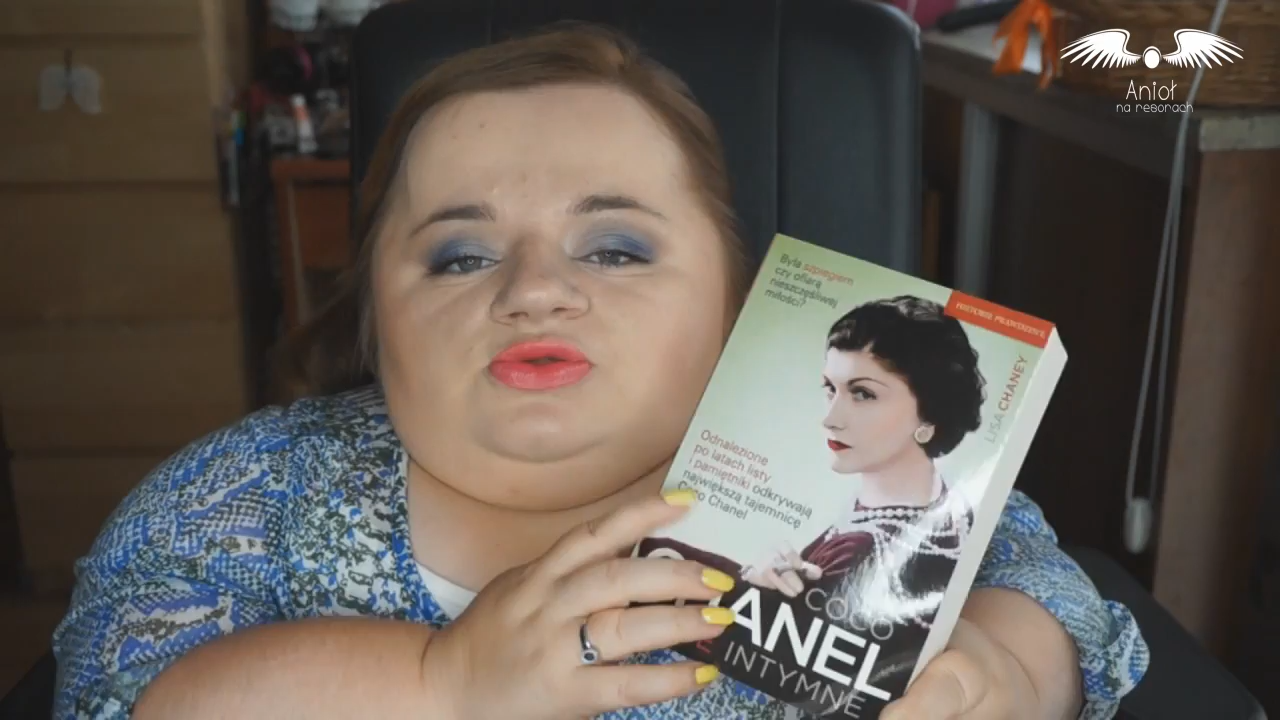 Anioł
na resorach
Była szpiegiem
czy ofiarą
nieszczęśliwej
miłości?
HISTORIE PRAWDZIWE
LISA CHANEY
Odnalezione
po latach listy
i pamiętniki odkrywają
największą tajemnicę
Coco Chanel
COCO
ANEL
INTYMNE